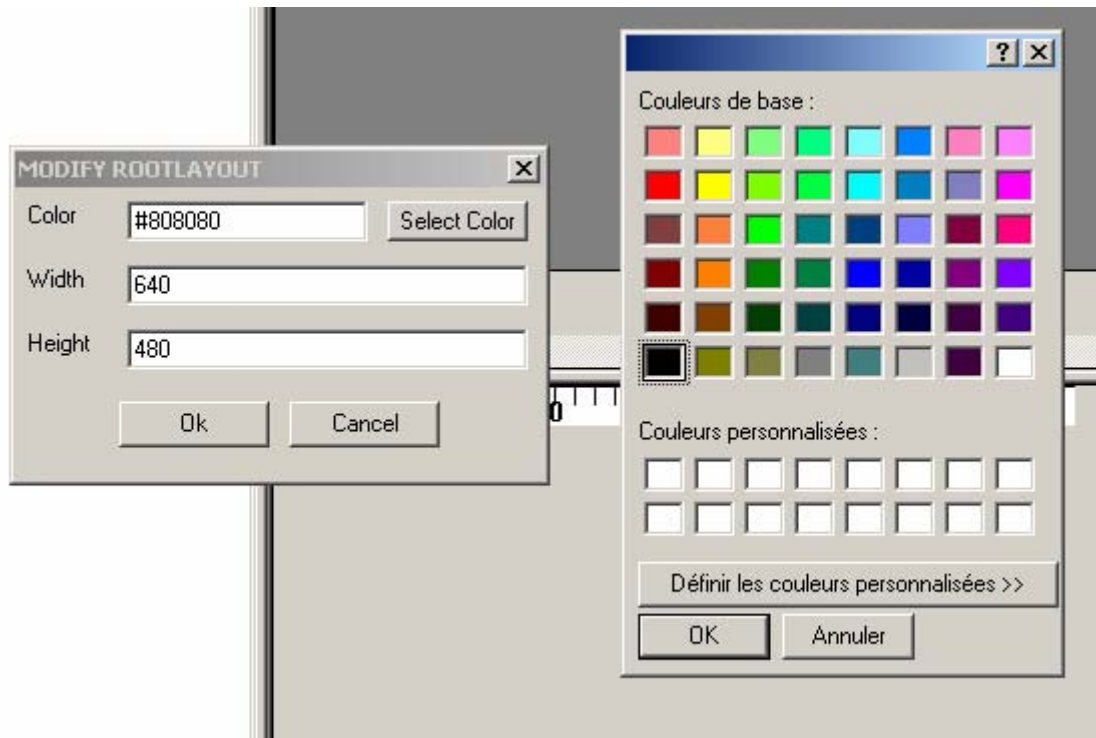 MODIFY ROOTLAYOUT
Color
#808080
Select Color
Width
640
Height
480
Ok
Cancel
0
?
Couleurs de base :
Couleurs personnalisées :
Définir les couleurs personnalisées >>
OK
Annuler